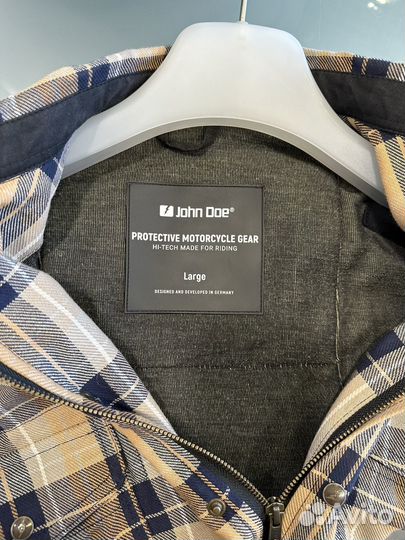 John Doe®
PROTECTIVE MOTORCYCLE GEAR
HI-TECH MADE FOR RIDING
Large
DESIGNED AND DEVELOPED IN GERMANY
Avito